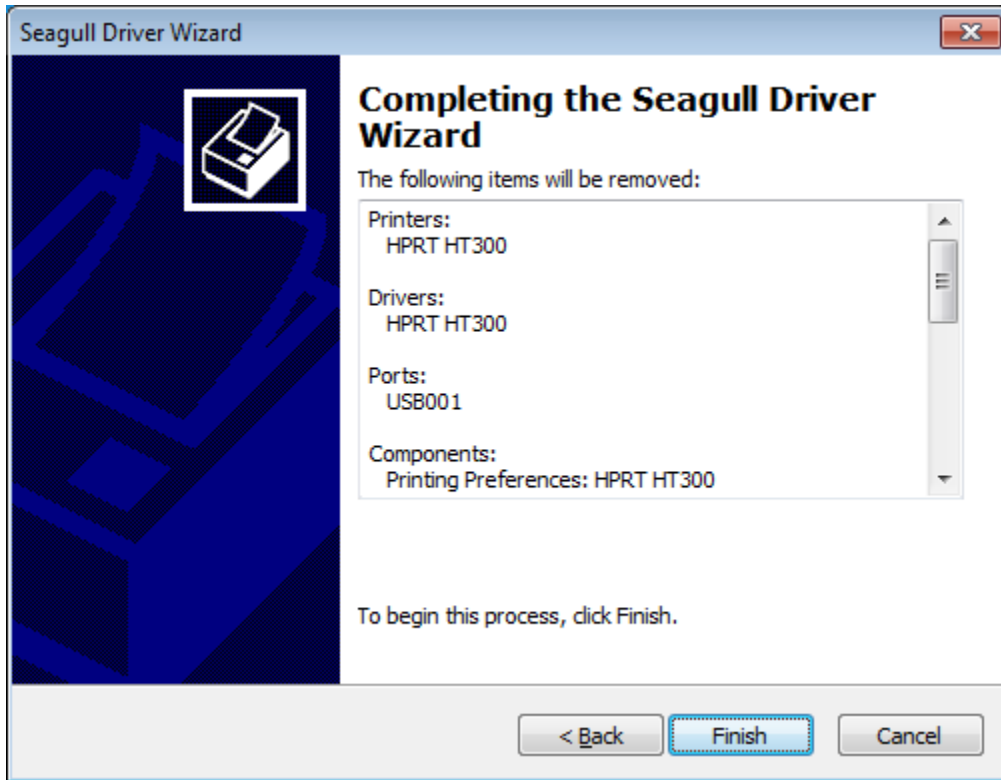 Seagull Driver Wizard
Completing the Seagull Driver
Wizard
The following items will be removed:
Printers:
HPRT HT300
Drivers:
HPRT HT300
Ports:
USB001
Components:
Printing Preferences: HPRT HT300
To begin this process, click Finish.
< Back
Finish
Cancel